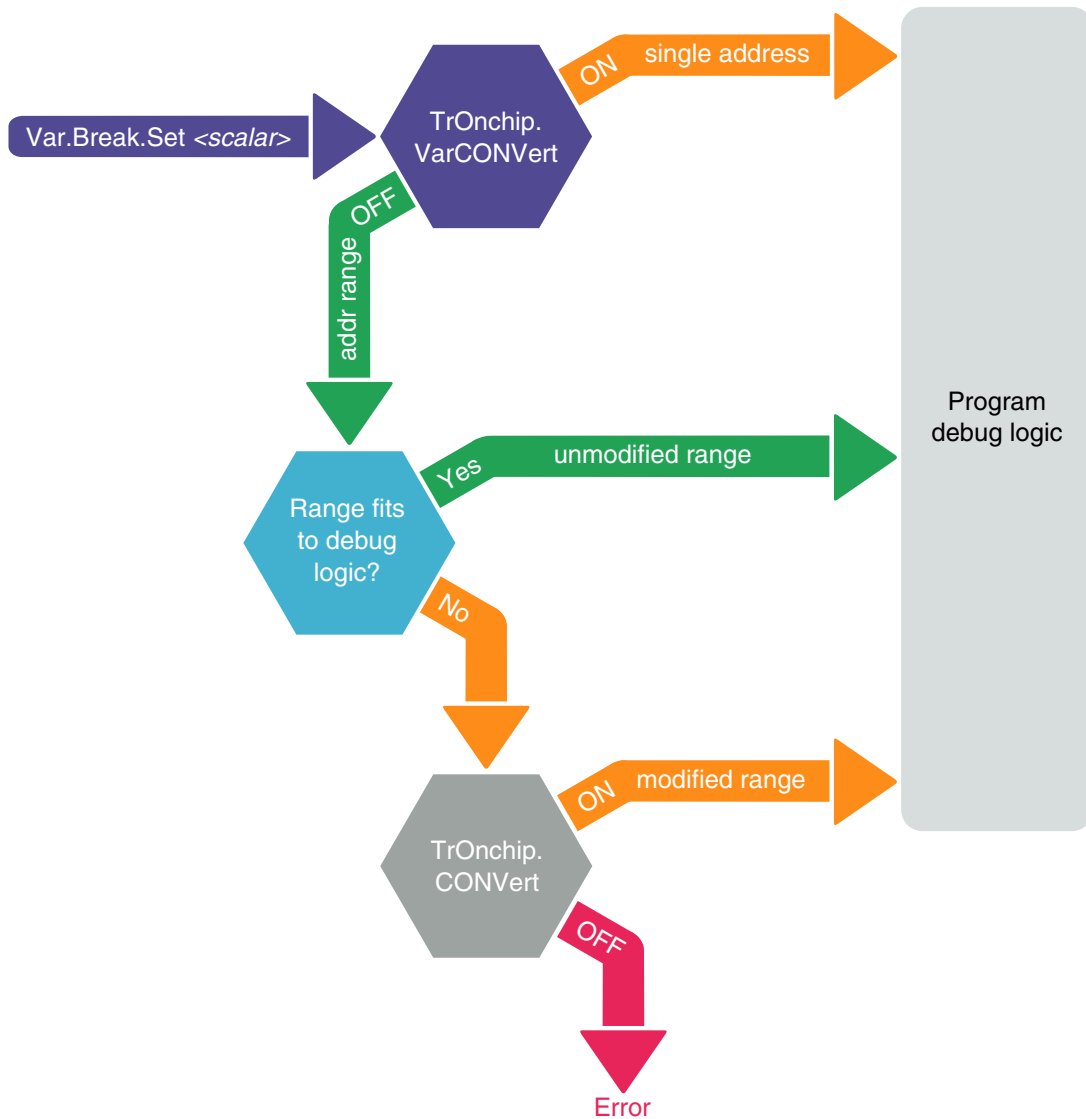 ON
single address
Var.Break.Set <scalar>
TrOnchip.
VarCONVert
OFF
addr range
Program
debug logic
Yes
unmodified range
Range fits
to debug
logic?
No
ON
modified range
TrOnchip.
CONVert
OFF
Error